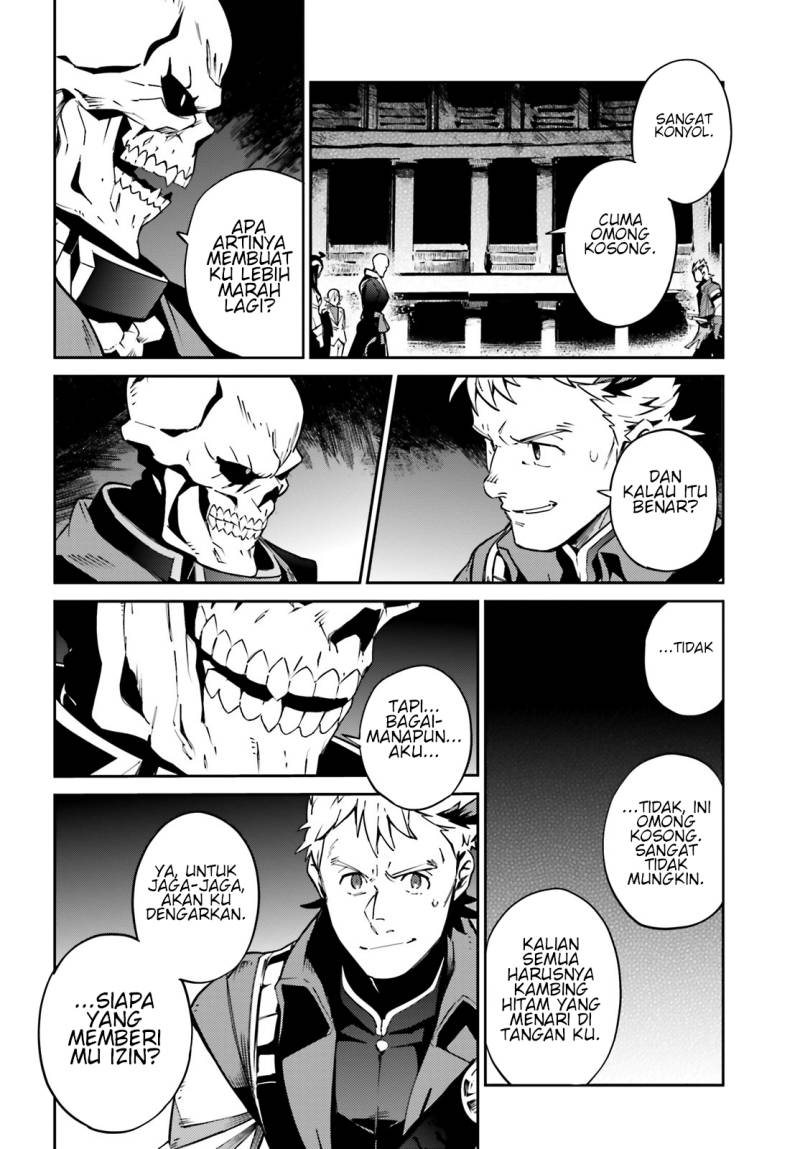 SANGAT
KONYOL.
CUMA
OMONG
KOSONG.
APA
ARTINYA
MEMBUAT
KU LEBIH
MARAH
LAGI?
DAN
KALAU ITU
BENAR?
...TIDAK
...TIDAK, INI
OMONG
KOSONG.
SANGAT
TIDAK
MUNGKIN.
KALIAN
SEMUA
HARUSNYA
KAMBING
HITAM YANG
MENARI DI
TANGAN KU.
TAPI...
BAGAI-
MANAPUN...
AKU...
YA, UNTUK
JAGA-JAGA,
AKAN KU
DENGARKAN.
...SIAPA
YANG
MEMBERI
MU IZIN?